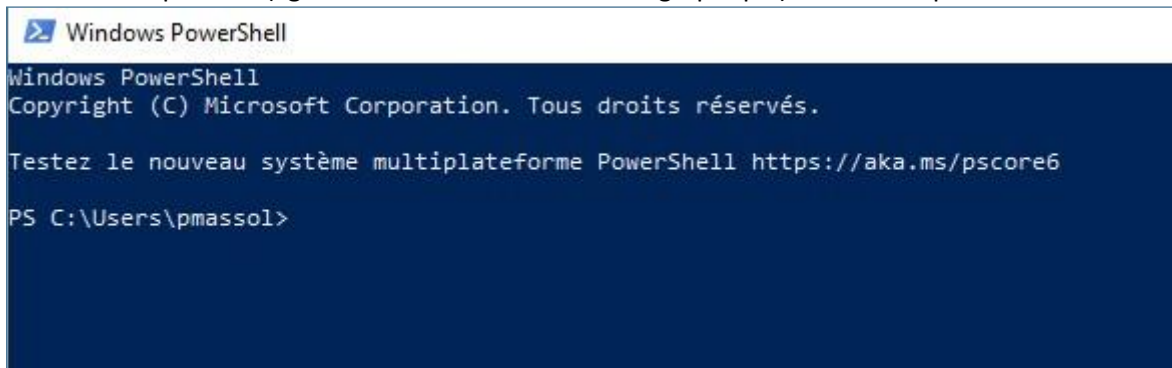 Windows PowerShell
Windows PowerShell
Copyright (C) Microsoft Corporation. Tous droits réservés.
Testez le nouveau système multiplateforme PowerShell https://aka.ms/pscore6
PS C:\Users\pmassol>